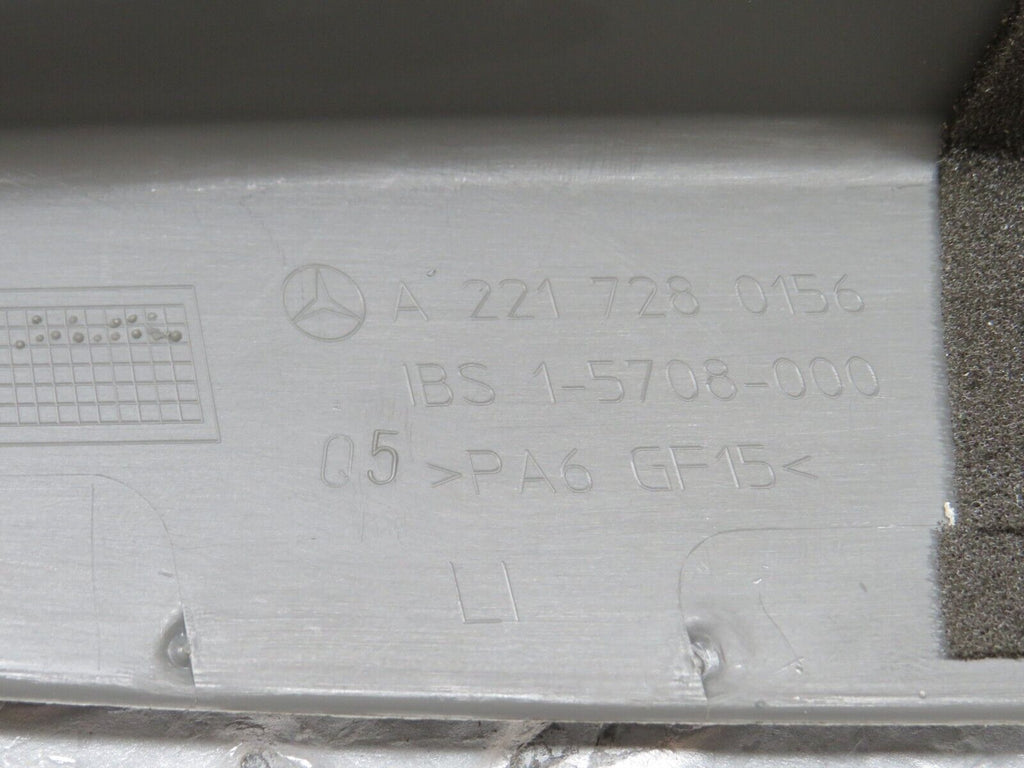 A 221 728 0156
IBS 1-5708-000
Q5 >PA6 GF15<
LI